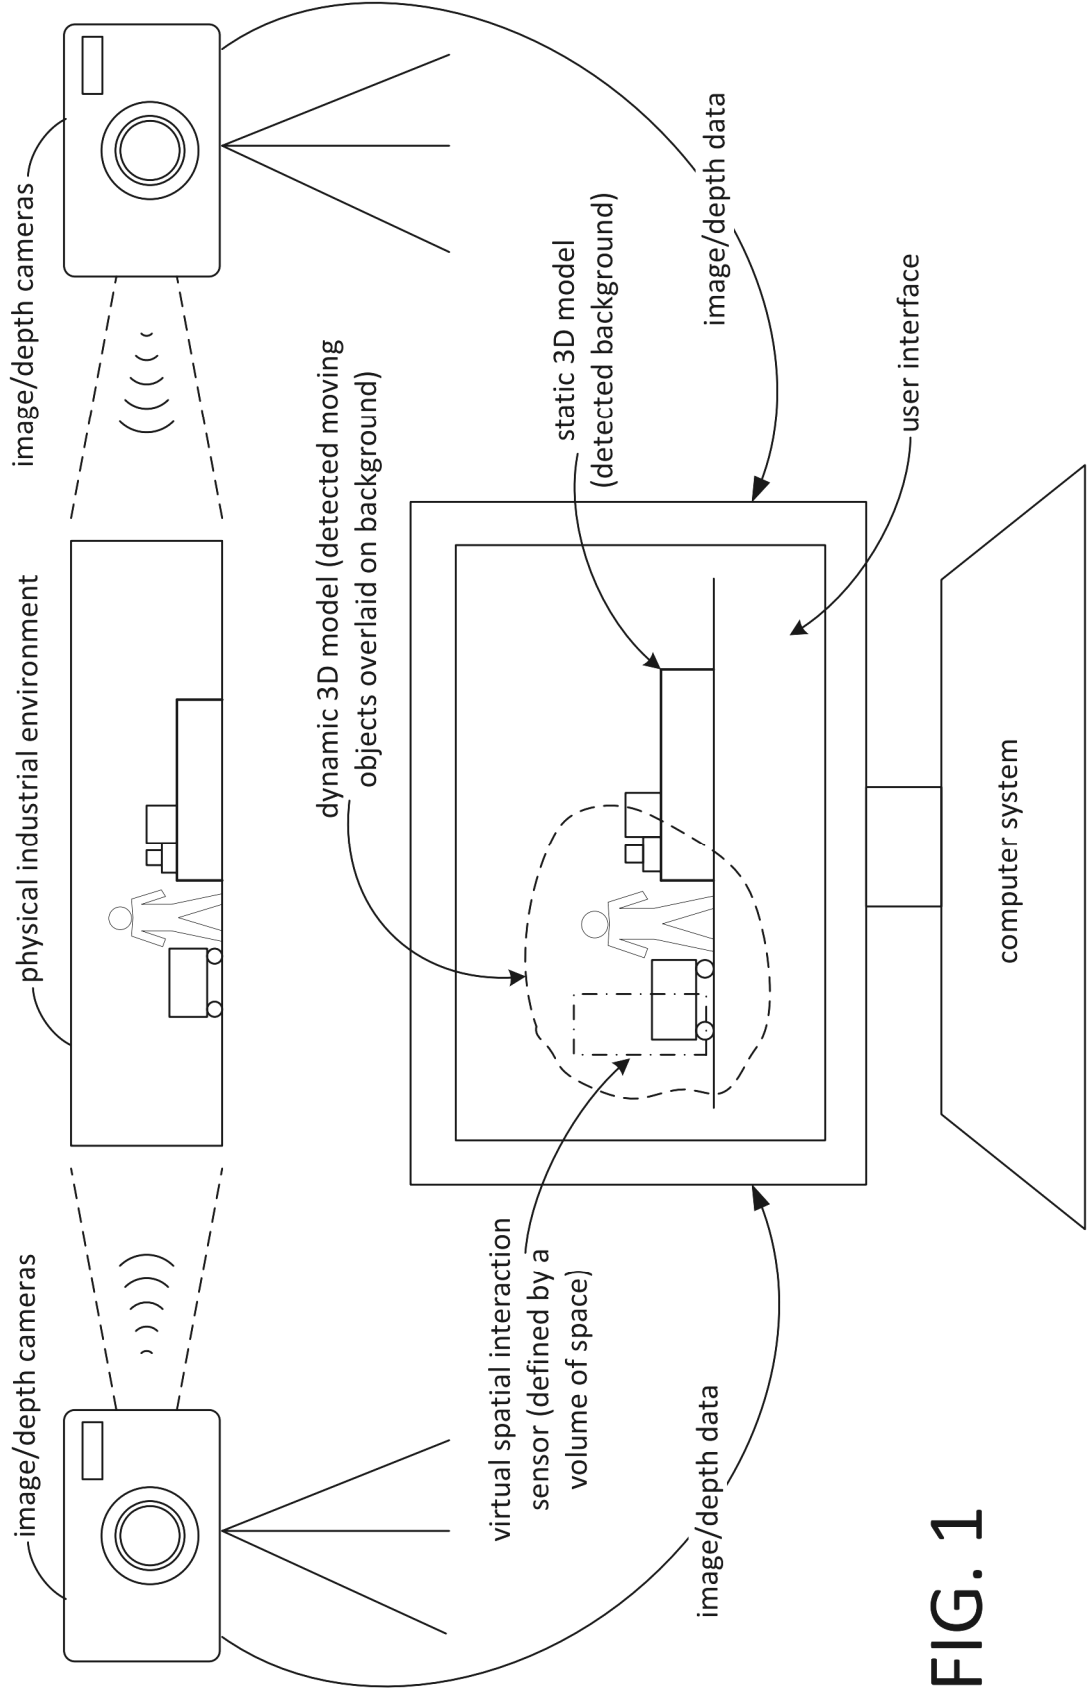 image/depth cameras
physical industrial environment
image/depth cameras
dynamic 3D model (detected moving
objects overlaid on background)
virtual spatial interaction
sensor (defined by a
volume of space)
static 3D model
(detected background)
image/depth data
image/depth data
user interface
computer system
FIG. 1